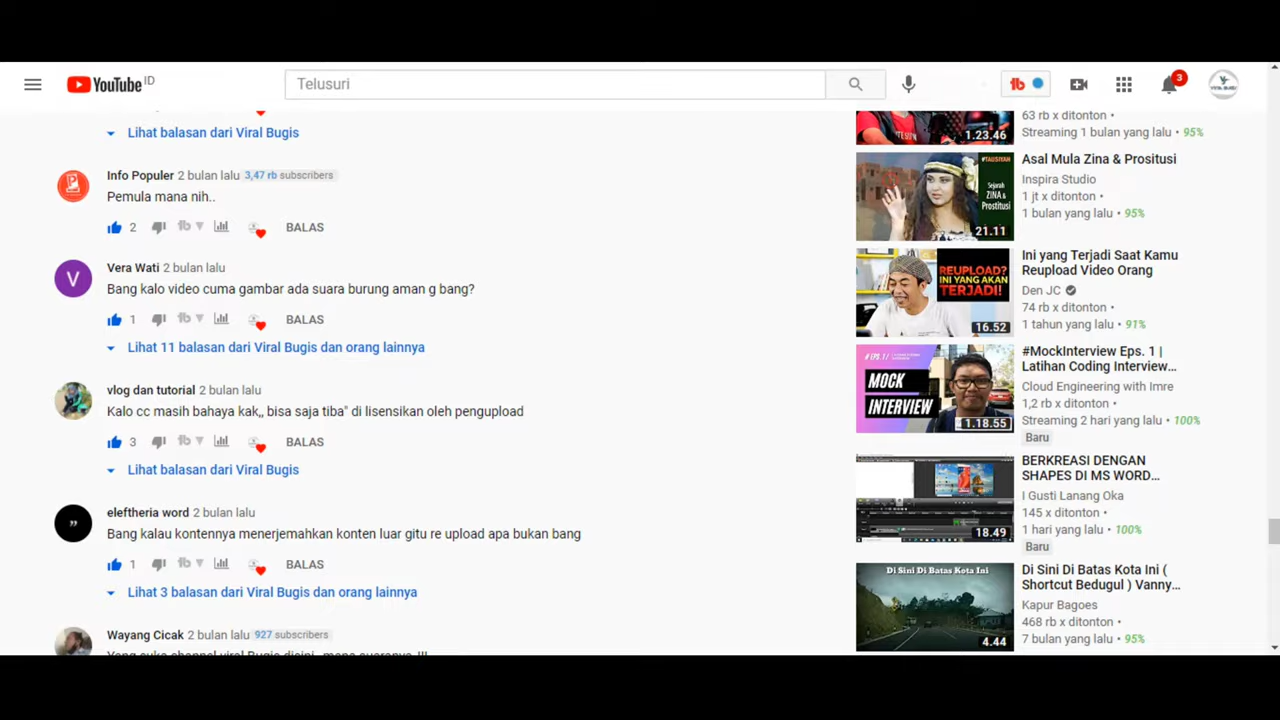 YouTube ID
Telusuri
3
Lihat balasan dari Viral Bugis
Info Populer 2 bulan lalu 3,47 rb subscribers
Pemula mana nih..
2 BALAS
Vera Wati 2 bulan lalu
Bang kalo video cuma gambar ada suara burung aman g bang?
1 BALAS
Lihat 11 balasan dari Viral Bugis dan orang lainnya
vlog dan tutorial 2 bulan lalu
Kalo cc masih bahaya kak,, bisa saja tiba" di lisensikan oleh pengupload
3 BALAS
Lihat balasan dari Viral Bugis
eleftheria word 2 bulan lalu
Bang kalau kontennya menerjemahkan konten luar gitu re upload apa bukan bang
1 BALAS
Lihat 3 balasan dari Viral Bugis dan orang lainnya
Wayang Cicak 2 bulan lalu 927 subscribers
1.23.46
63 rb x ditonton •
Streaming 1 bulan yang lalu • 95%
Sejarah
ZINA &
Prostitusi
21.11
Asal Mula Zina & Prositusi
Inspira Studio
1 jt x ditonton •
1 bulan yang lalu • 95%
REUPLOAD?
INI YANG AKAN
TERJADI!
16.52
Ini yang Terjadi Saat Kamu
Reupload Video Orang
Den JC
74 rb x ditonton •
1 tahun yang lalu • 91%
MOCK
INTERVIEW
1.18.55
#MockInterview Eps. 1 |
Latihan Coding Interview...
Cloud Engineering with Imre
1,2 rb x ditonton •
Streaming 2 hari yang lalu • 100%
Baru
18.49
BERKREASI DENGAN
SHAPES DI MS WORD...
I Gusti Lanang Oka
145 x ditonton •
1 hari yang lalu • 100%
Baru
Di Sini Di Batas Kota Ini
4.44
Di Sini Di Batas Kota Ini (
Shortcut Bedugul ) Vanny...
Kapur Bagoes
468 rb x ditonton •
7 bulan yang lalu • 95%